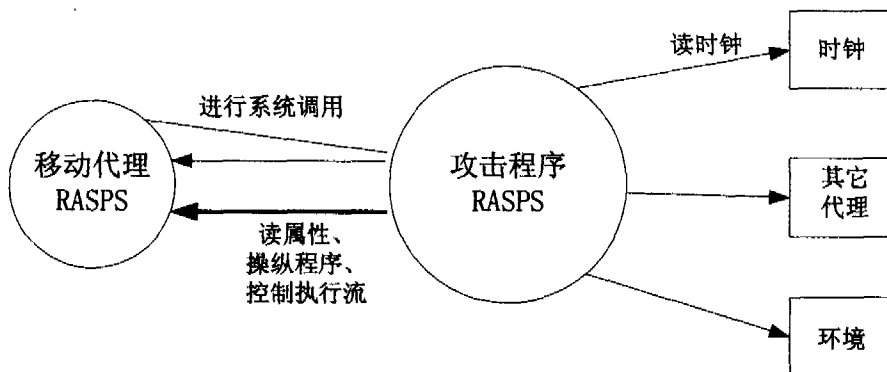 读时钟
时钟
进行系统调用
移动代理
RASPS
攻击程序
RASPS
其它
代理
读属性、
操纵程序、
控制执行流
环境